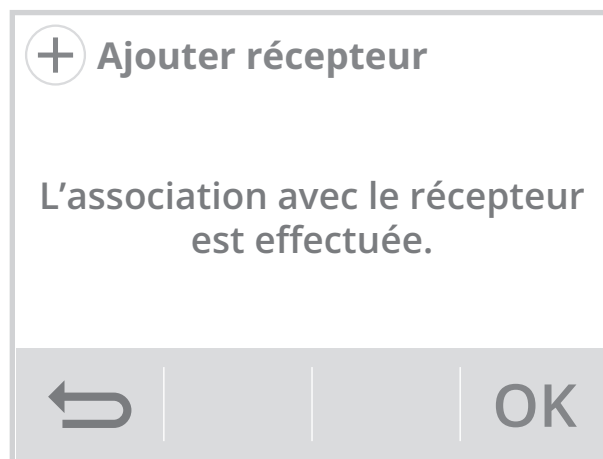 Ajouter récepteur
L’association avec le récepteur
est effectuée.
OK